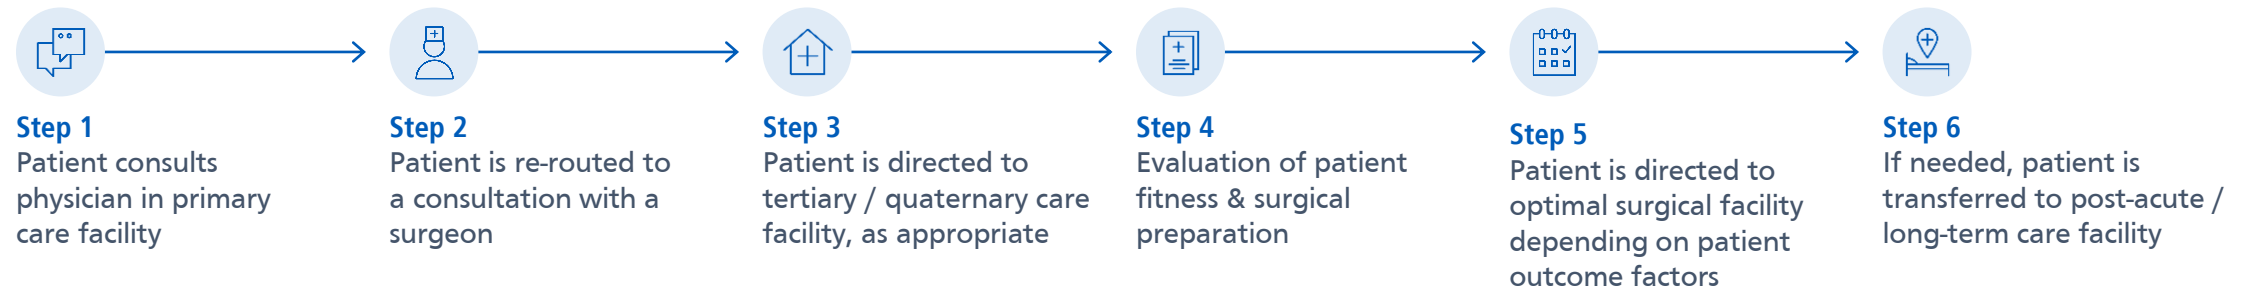 Step 1
Patient consults
physician in primary
care facility
Step 2
Patient is re-routed to
a consultation with a
surgeon
Step 3
Patient is directed to
tertiary / quaternary care
facility, as appropriate
Step 4
Evaluation of patient
fitness & surgical
preparation
Step 5
Patient is directed to
optimal surgical facility
depending on patient
outcome factors
Step 6
If needed, patient is
transferred to post-acute /
long-term care facility